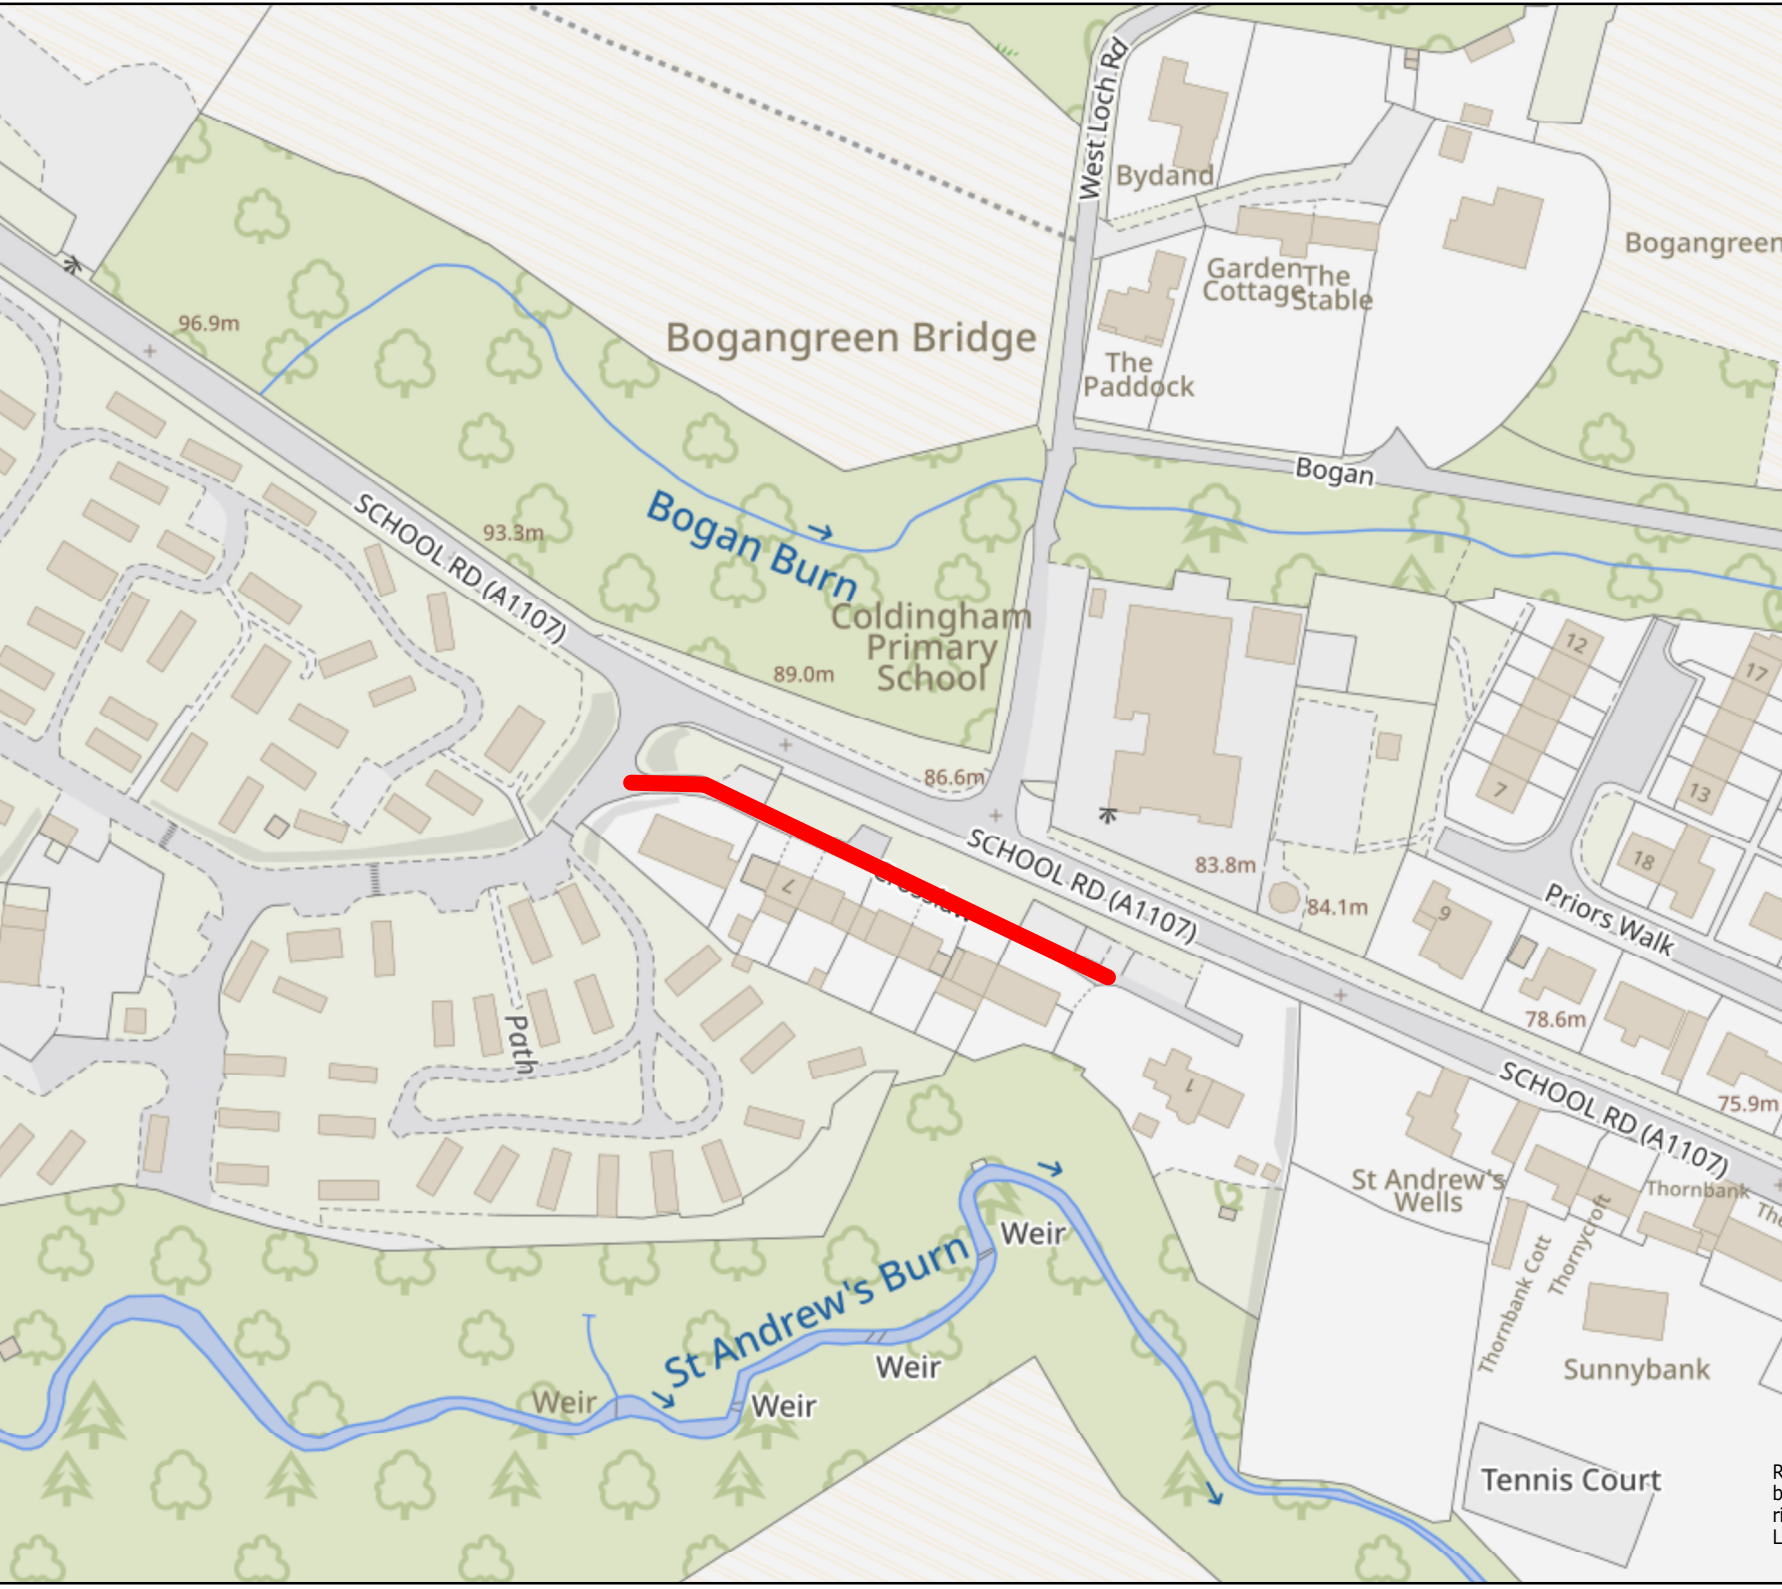 West Loch Rd
Bydand
Bogangreen
Garden
Cottage
The
Stable
96.9m
Bogangreen Bridge
The
Paddock
Bogan
SCHOOL RD (A1107)
93.3m
Bogan Burn
Coldingham
Primary
School
89.0m
12
17
86.6m
7
13
SCHOOL RD (A1107)
83.8m
18
84.1m
9
Priors Walk
7
78.6m
Path
SCHOOL RD (A1107)
75.9m
1
St Andrew's
Wells
Thornbank
Thornycroft
Thornbank Cott
Weir
St Andrew's Burn
Weir
Weir
Weir
Sunnybank
Tennis Court